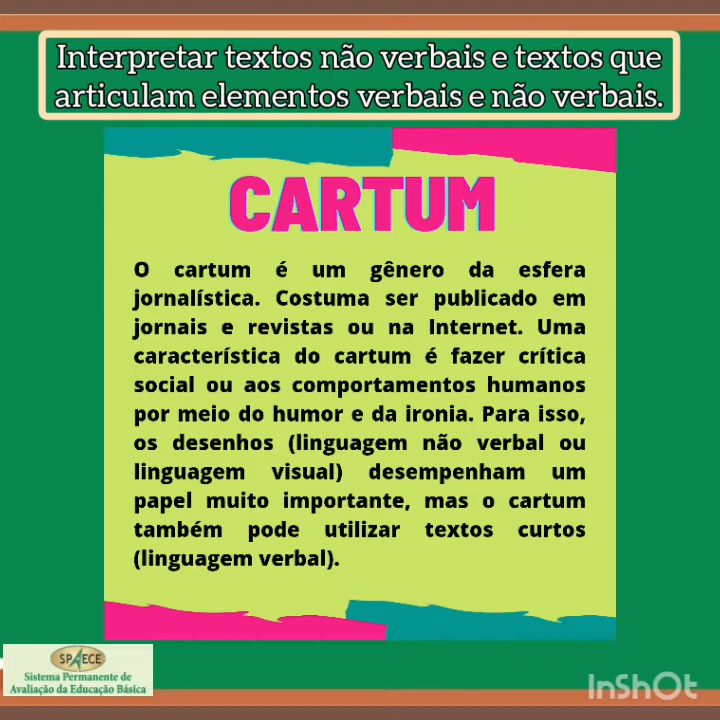 Interpretar textos não verbais e textos que
articulam elementos verbais e não verbais.
CARTUM
O cartum é um gênero da esfera
jornalística. Costuma ser publicado em
jornais e revistas ou na Internet. Uma
característica do cartum é fazer crítica
social ou aos comportamentos humanos
por meio do humor e da ironia. Para isso,
os desenhos (linguagem não verbal ou
linguagem visual) desempenham um
papel muito importante, mas o cartum
também pode utilizar textos curtos
(linguagem verbal).
SPAECE
Sistema Permanente de
Avaliação da Educação Básica
InShOt